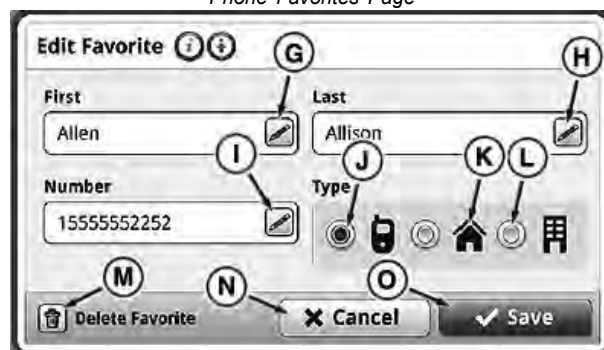 Phone Favorites Page
Edit Favorite i
G
H
First
Last
Allen
Allison
I
J
K
L
Number
Type
15555552252
M
N
O
Delete Favorite
Cancel
Save